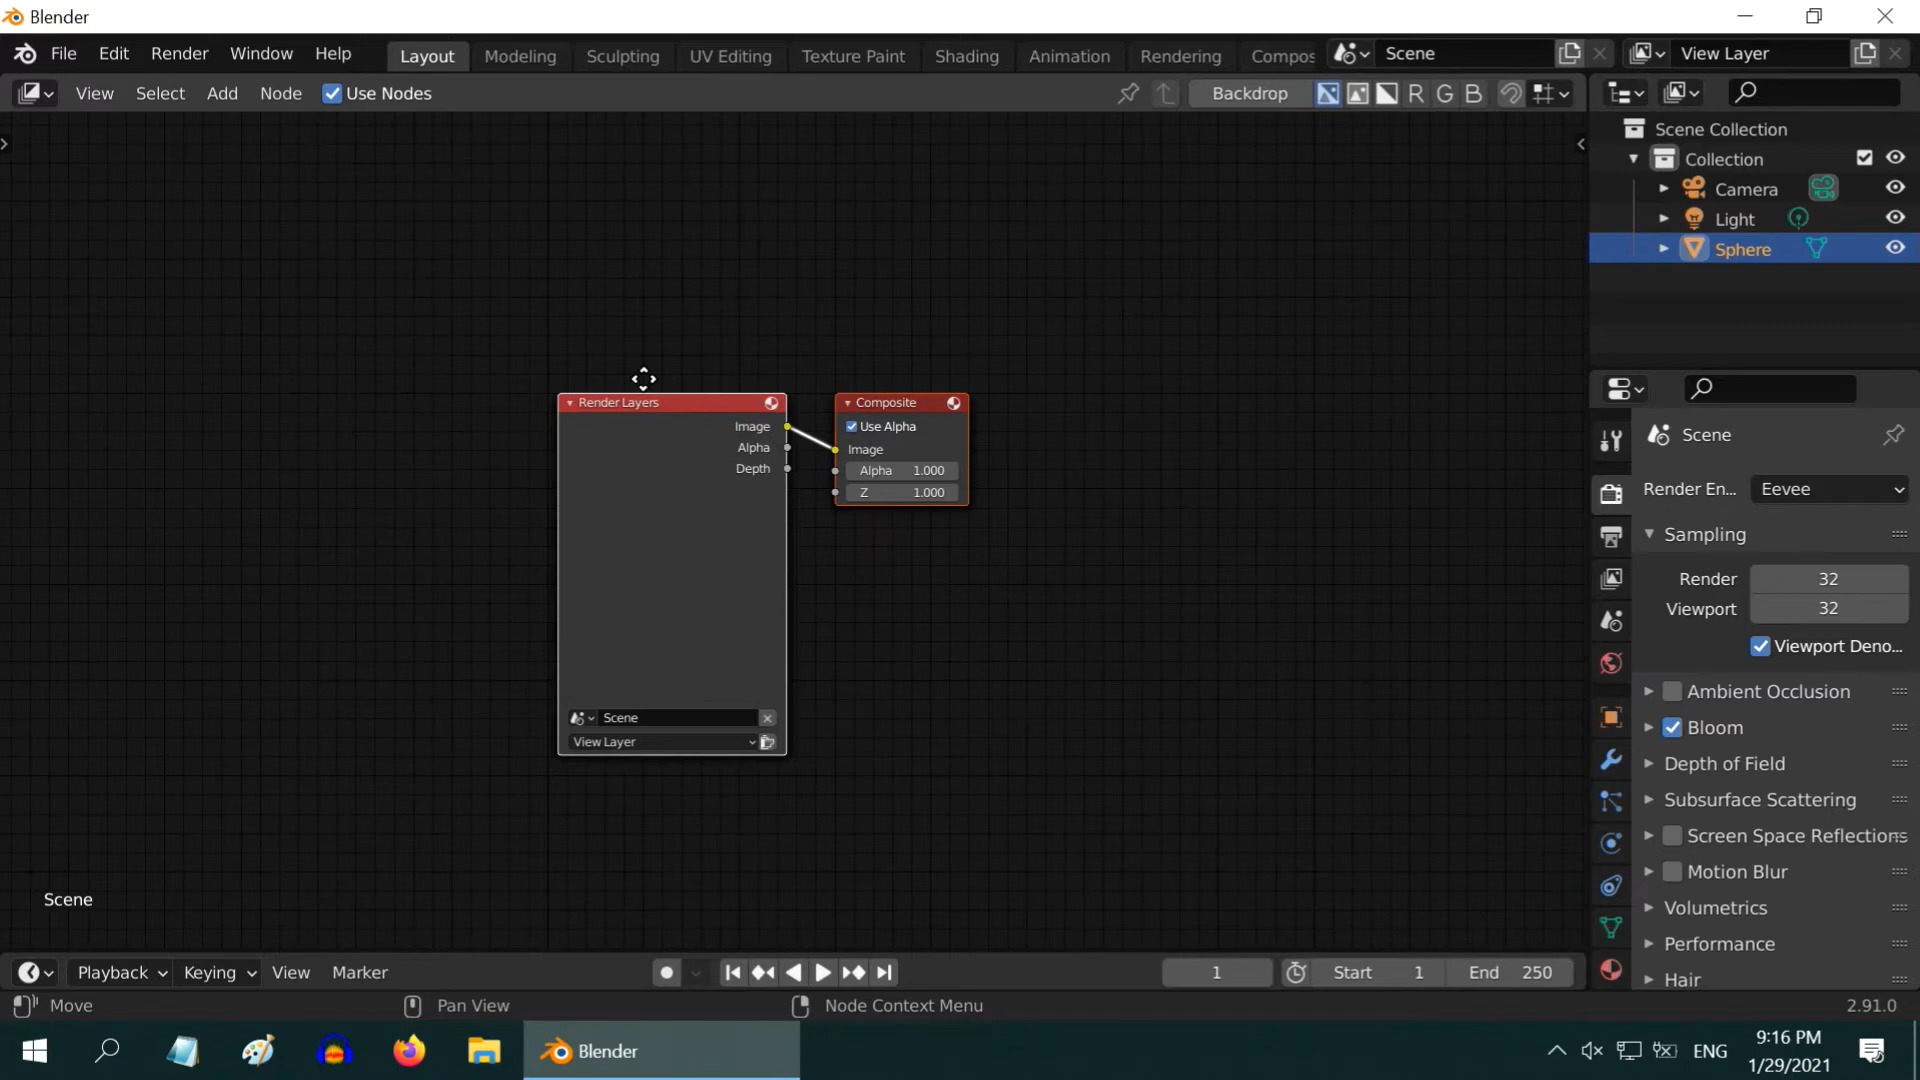 Blender
File Edit Render Window Help Layout Modeling Sculpting UV Editing Texture Paint Shading Animation Rendering Compos Scene View Layer
View Select Add Node Use Nodes Backdrop R G B
Scene Collection
Collection
Camera
Light
Sphere
Render Layers
Image
Alpha
Depth
Scene
View Layer
Composite
Use Alpha
Image
Alpha 1.000
Z 1.000
Scene
Scene
Render En... Eevee
Sampling
Render 32
Viewport 32
Viewport Deno...
Ambient Occlusion
Bloom
Depth of Field
Subsurface Scattering
Screen Space Reflections
Motion Blur
Volumetrics
Performance
Hair
Playback Keying View Marker 1 Start 1 End 250
Move Pan View Node Context Menu 2.91.0
Blender ENG 9:16 PM
1/29/2021